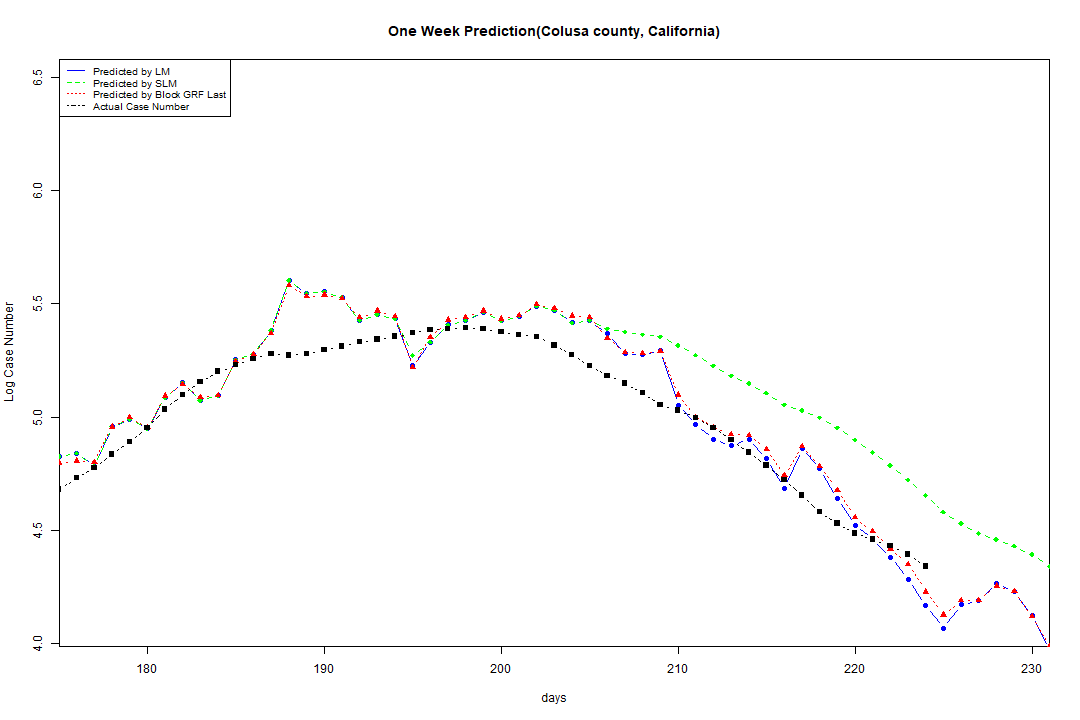 One Week Prediction(Colusa county, California)
Predicted by LM
Predicted by SLM
Predicted by Block GRF Last
Actual Case Number
6.5
6.0
5.5
5.0
4.5
4.0
Log Case Number
180 190 200 210 220 230
days